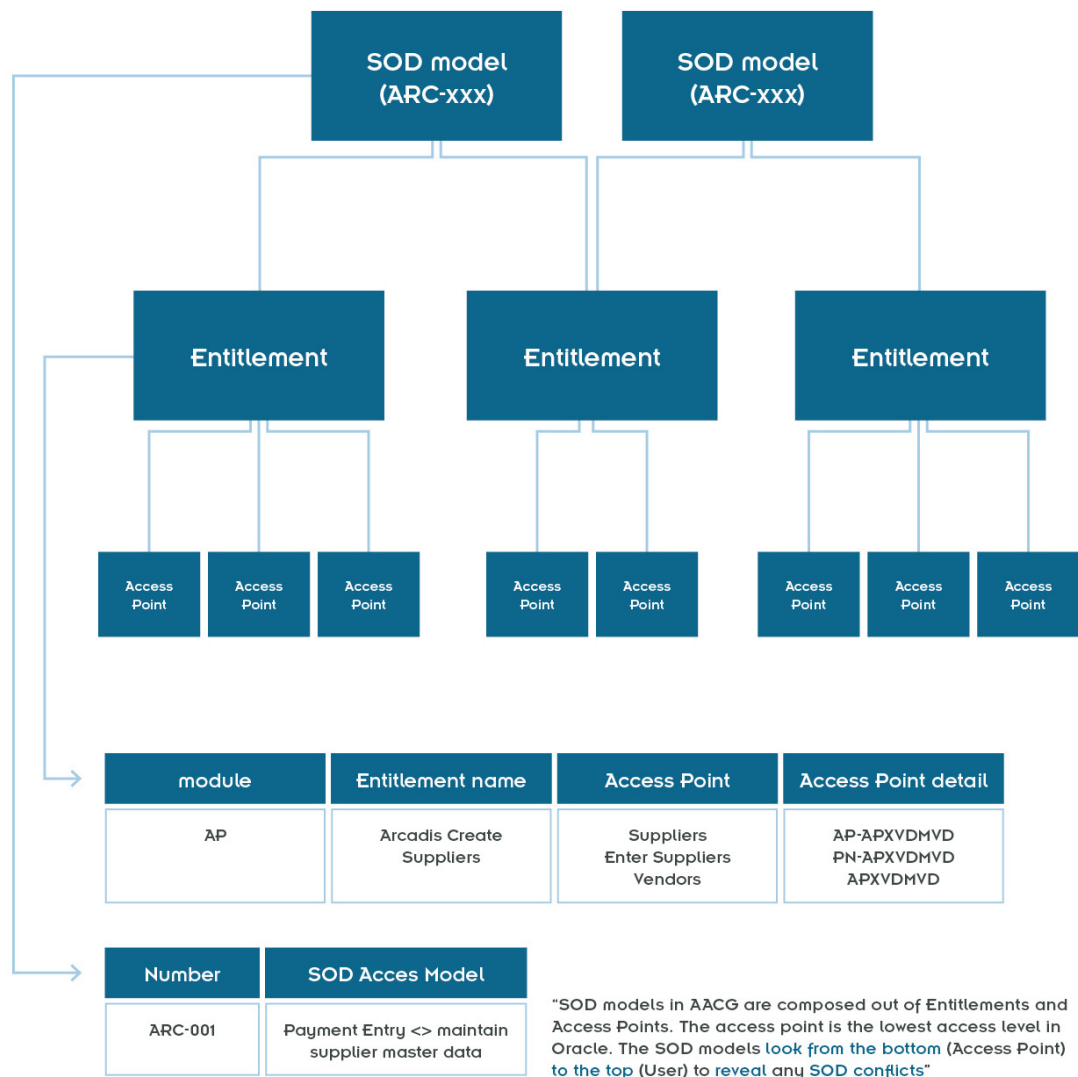 SOD model
(ARC-xxx)
SOD model
(ARC-xxx)
Entitlement
Entitlement
Entitlement
Access
Point
Access
Point
Access
Point
Access
Point
Access
Point
Access
Point
Access
Point
Access
Point
module
Entitlement name
Access Point
Access Point detail
AP
Arcadis Create
Suppliers
Suppliers
Enter Suppliers
Vendors
AP-APXVDMVD
PN-APXVDMVD
APXVDMVD
Number
SOD Acces Model
ARC-001
Payment Entry <> maintain
supplier master data
"SOD models in AACG are composed out of Entitlements and
Access Points. The access point is the lowest access level in
Oracle. The SOD models look from the bottom (Access Point)
to the top (User) to reveal any SOD conflicts"